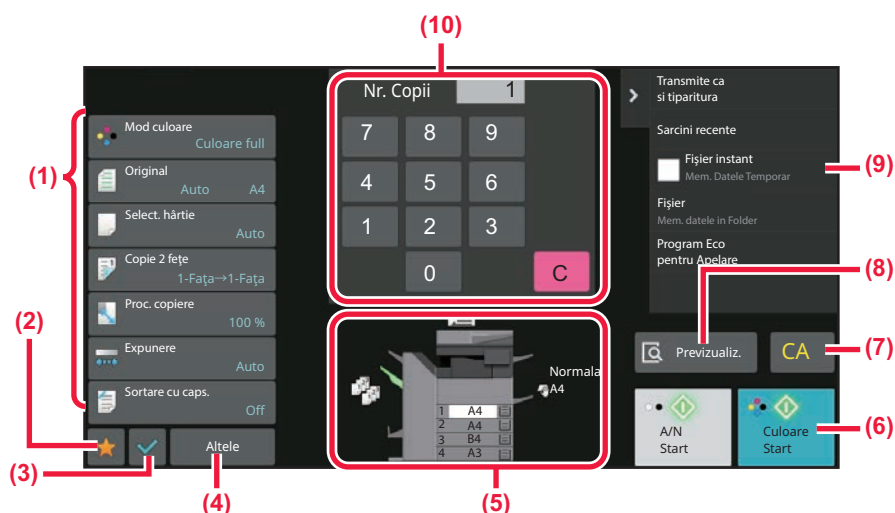 (10)
(1)
Mod culoare
Culoare full
Original
Auto A4
Select. hârtie
Auto
Copie 2 feţe
1-Faţa→1-Faţa
Proc. copiere
100 %
Expunere
Auto
Sortare cu caps.
Off
(2)
(3)
Altele
(4)
Nr. Copii 1
7 8 9
4 5 6
1 2 3
0 C
Normala
A4
1 A4
2 A4
3 B4
4 A3
(5)
Transmite ca
si tiparitura
Sarcini recente
Fişier instant
Mem. Datele Temporar
(9)
Fişier
Mem. datele in Folder
Program Eco
pentru Apelare
(8)
Previzualiz.
CA
(7)
A/N
Start
Culoare
Start
(6)